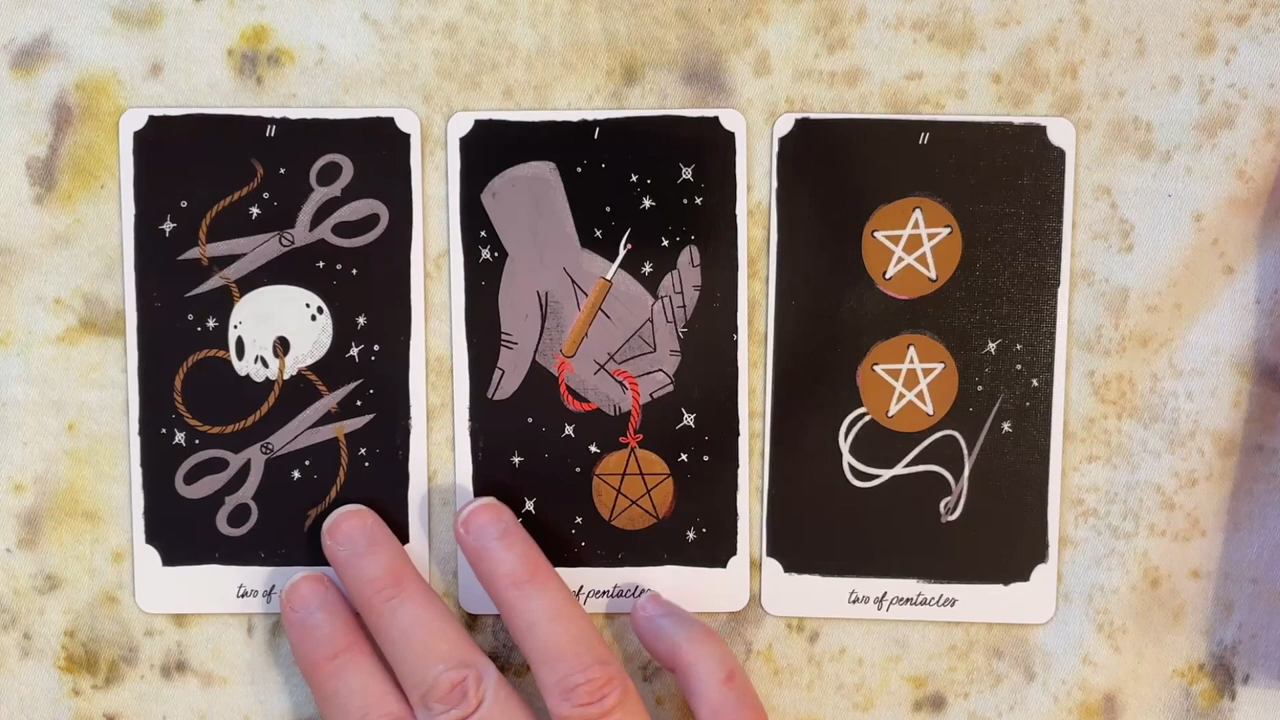 II
I
II
two of
of pentacles
two of pentacles